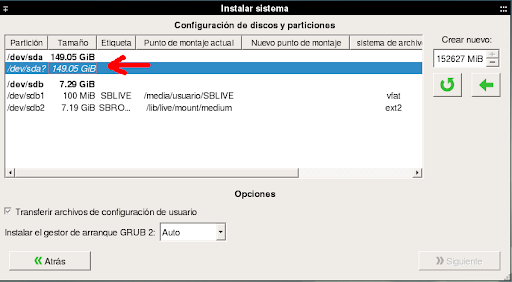 Instalar sistema
Configuración de discos y particiones
Partición Tamaño Etiqueta Punto de montaje actual Nuevo punto de montaje sistema de archivo
/dev/sda 149.05 GiB
/dev/sda? 149.05 GiB
/dev/sdb 7.29 GiB
/dev/sdb1 100 MiB SBLIVE /media/usuario/SBLIVE vfat
/dev/sdb2 7.19 GiB SBRO... /lib/live/mount/medium ext2
Crear nuevo:
152627 MiB
Opciones
Transferir archivos de configuración de usuario
Instalar el gestor de arranque GRUB 2: Auto
Atrás
Siguiente